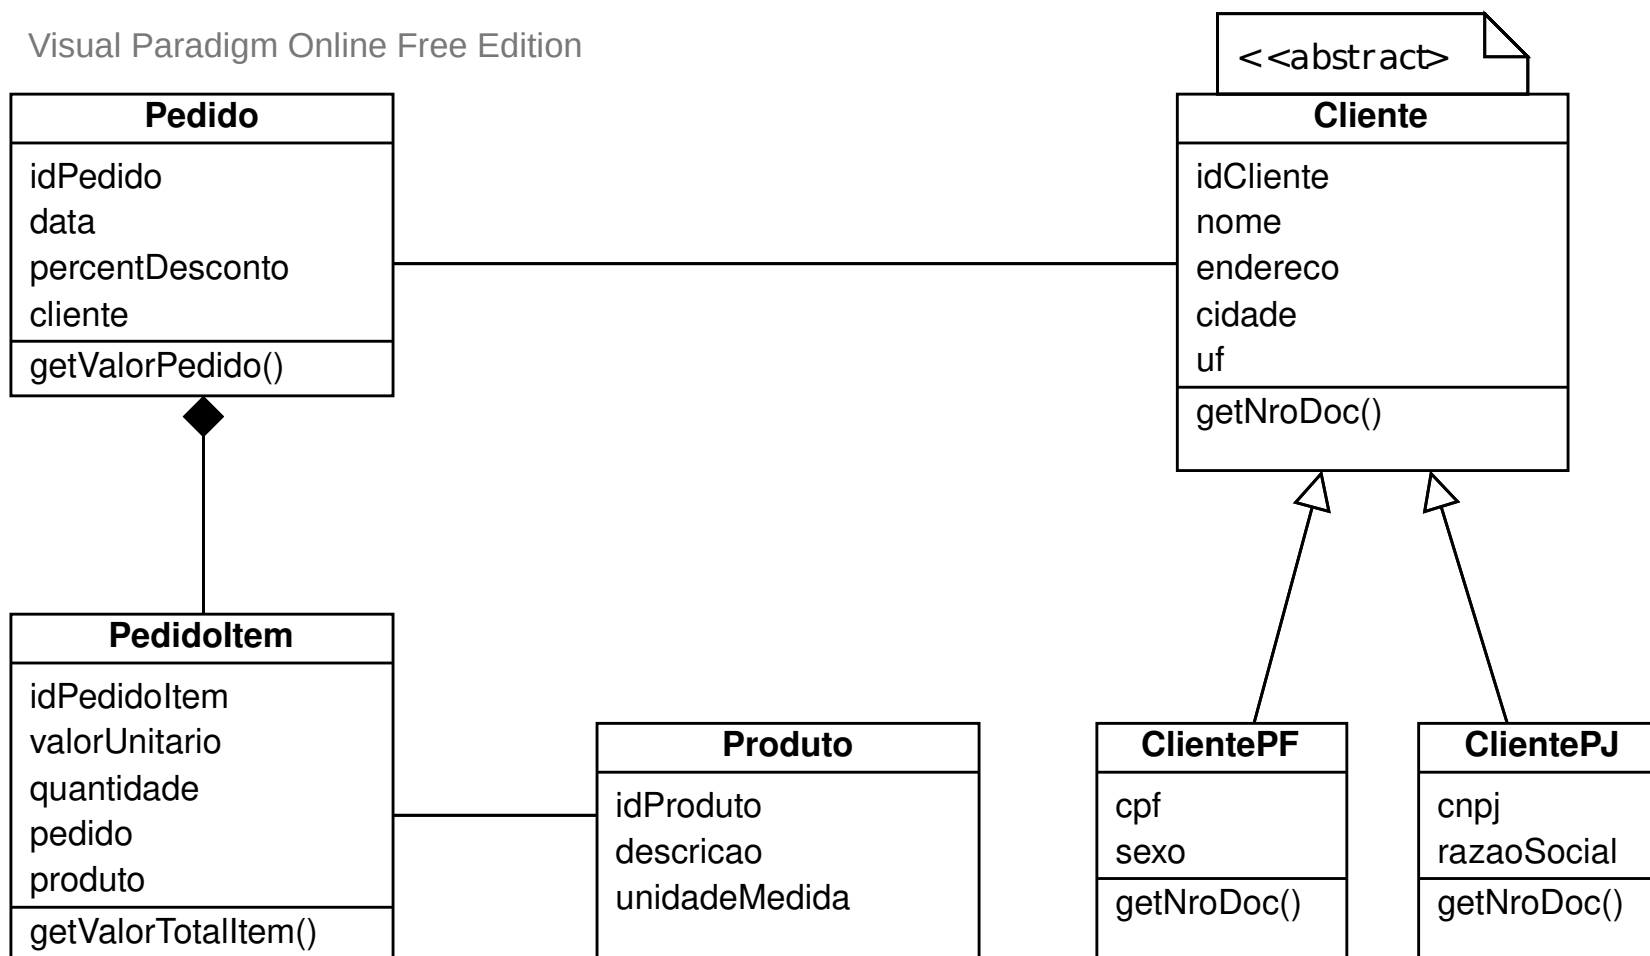 Visual Paradigm Online Free Edition
<<abstract>
Pedido
idPedido
data
percentDesconto
cliente
getValorPedido()
Cliente
idCliente
nome
endereco
cidade
uf
getNroDoc()
PedidoItem
idPedidoItem
valorUnitario
quantidade
pedido
produto
getValorTotalItem()
Produto
idProduto
descricao
unidadeMedida
ClientePF
cpf
sexo
getNroDoc()
ClientePJ
cnpj
razaoSocial
getNroDoc()